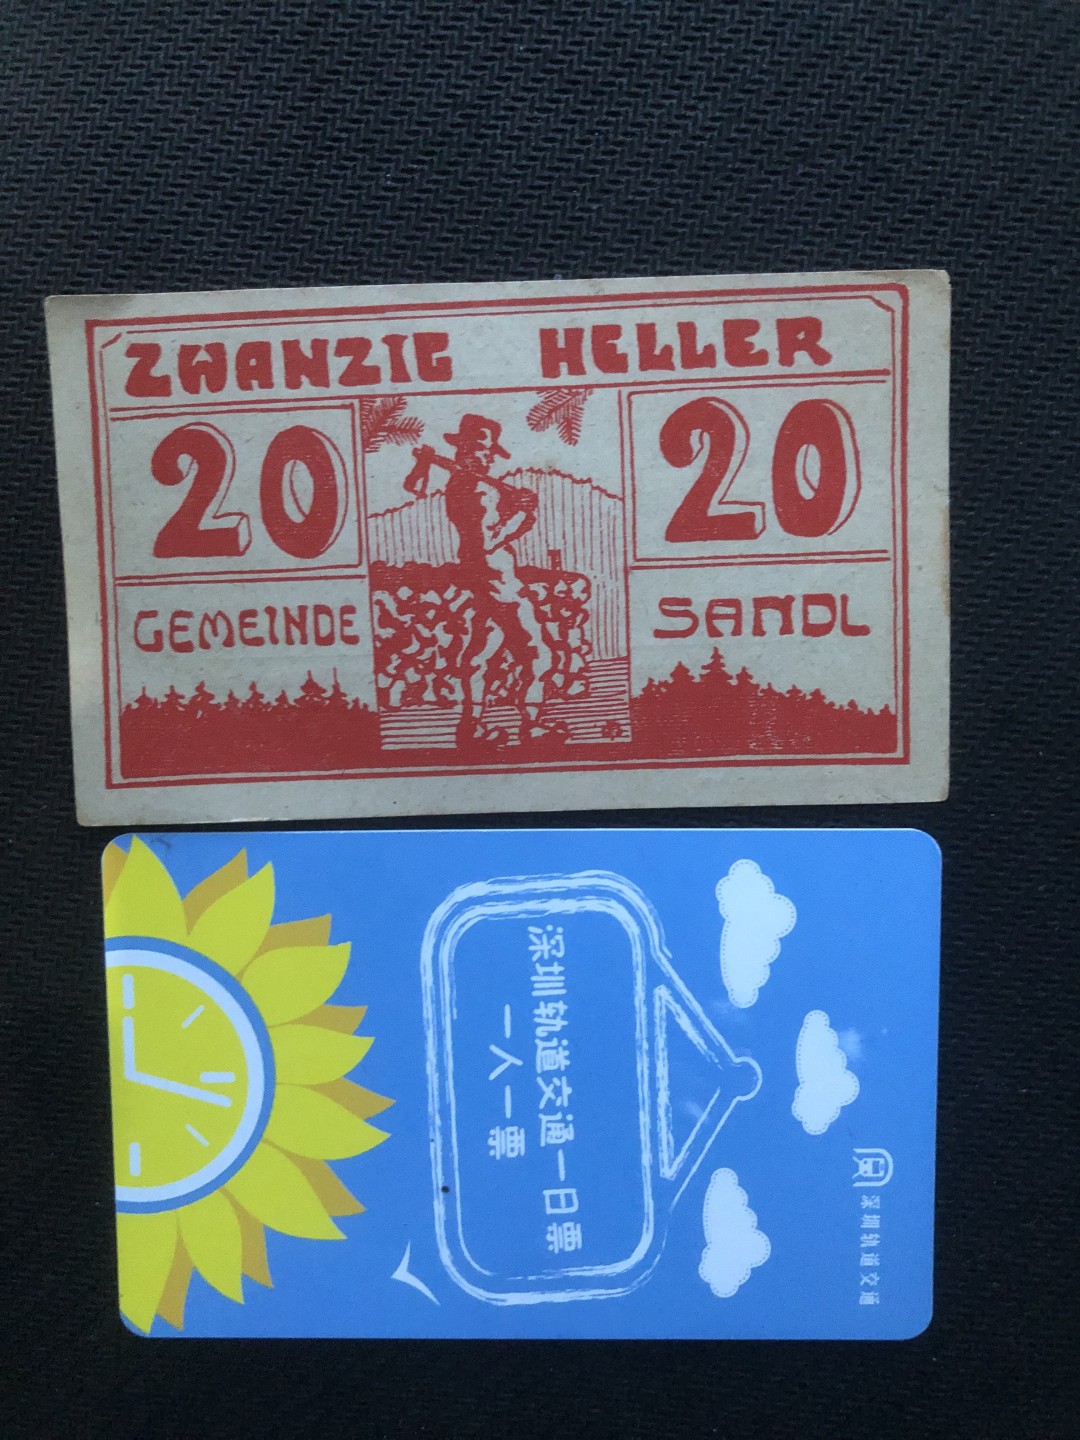 ZWANZIG HELLER
20 20
GEMEINDE SANDL
深圳轨道交通一日票
一人一票
深圳轨道交通